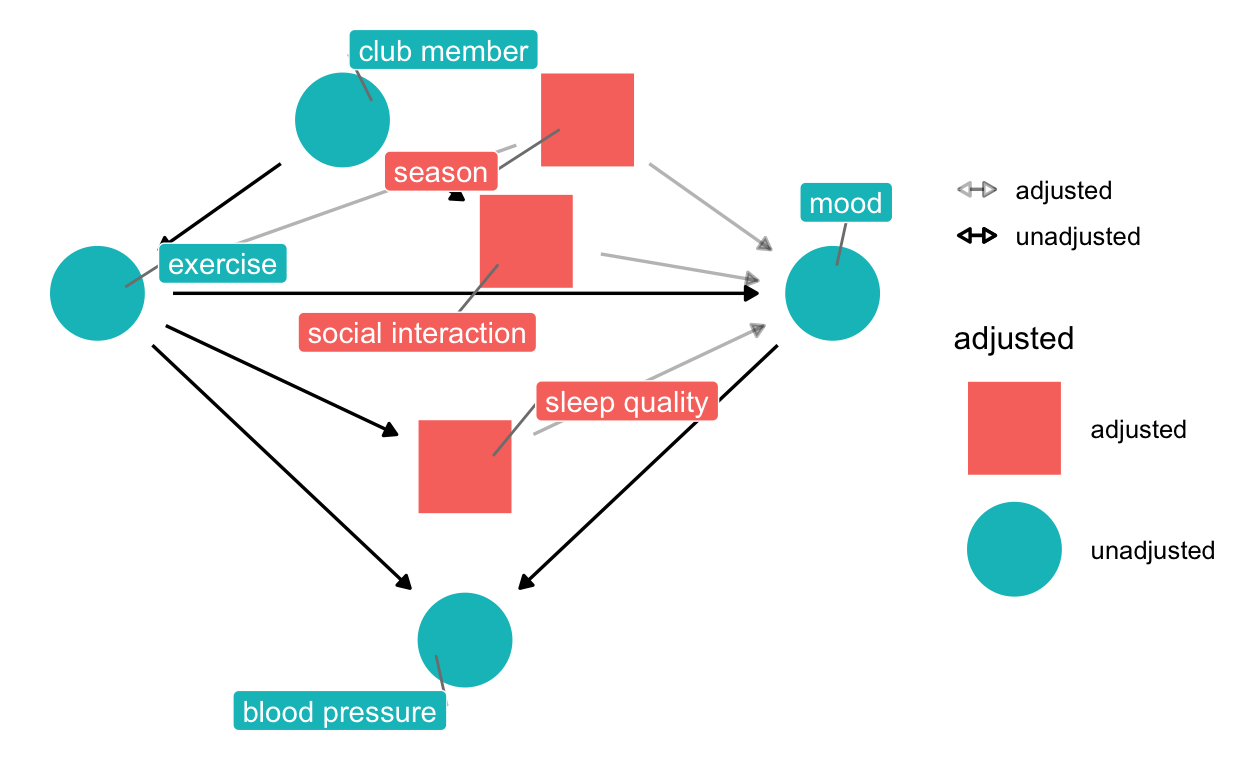 club member
season
mood
adjusted
unadjusted
exercise
social interaction
adjusted
sleep quality
adjusted
unadjusted
blood pressure